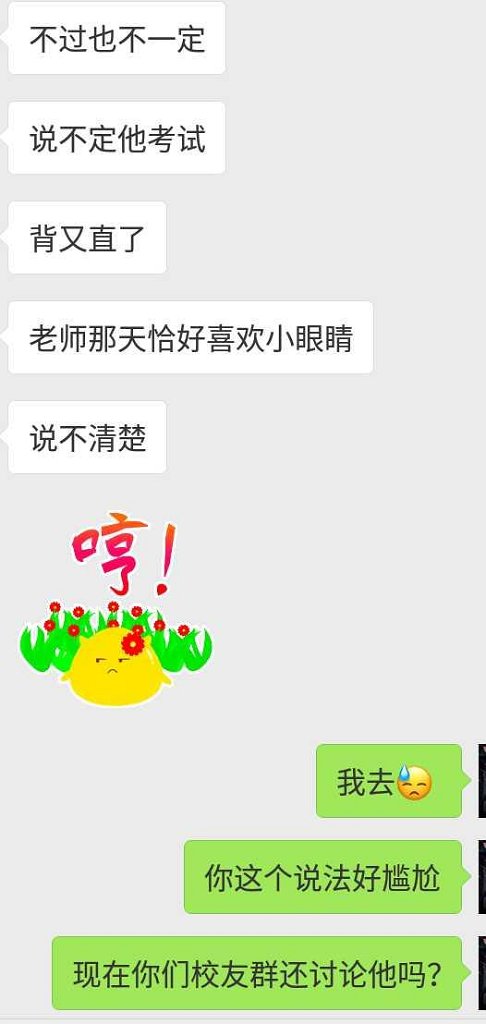 不过也不一定
说不定他考试
背又直了
老师那天恰好喜欢小眼睛
说不清楚
哼!
我去
你这个说法好尴尬
现在你们校友群还讨论他吗?